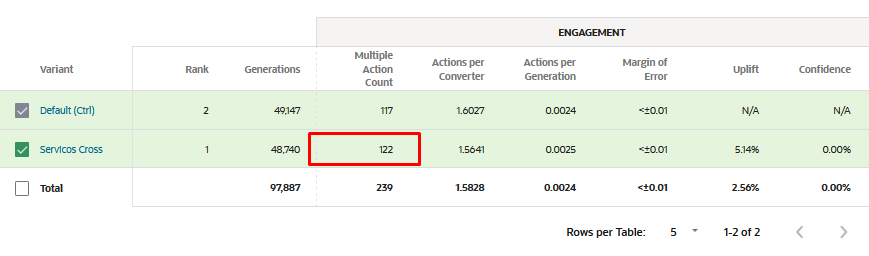 ENGAGEMENT
Variant Rank Generations Multiple Action Count Actions per Converter Actions per Generation Margin of Error Uplift Confidence
Default (Ctrl) 2 49,147 117 1.6027 0.0024 <±0.01 N/A N/A
Servicos Cross 1 48,740 122 1.5641 0.0025 <±0.01 5.14% 0.00%
Total 97,887 239 1.5828 0.0024 <±0.01 2.56% 0.00%
Rows per Table: 5 1-2 of 2